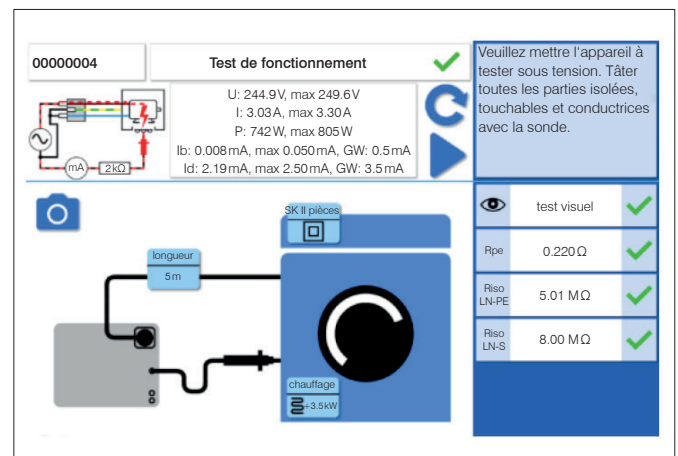 00000004
Test de fonctionnement
U: 244.9V, max 249.6V
I: 3.03A, max 3.30A
P: 742W, max 805W
Ib: 0.008mA, max 0.050mA, GW: 0.5mA
Id: 2.19mA, max 2.50mA, GW: 3.5mA
mA
2kΩ
Veuillez mettre l'appareil à
tester sous tension. Tâter
toutes les parties isolées,
touchables et conductrices
avec la sonde.
SK II pièces
longueur
5m
chauffage
+3.5kW
test visuel
Rpe
0.220Ω
Riso
LN-PE
5.01 MΩ
Riso
LN-S
8.00 MΩ